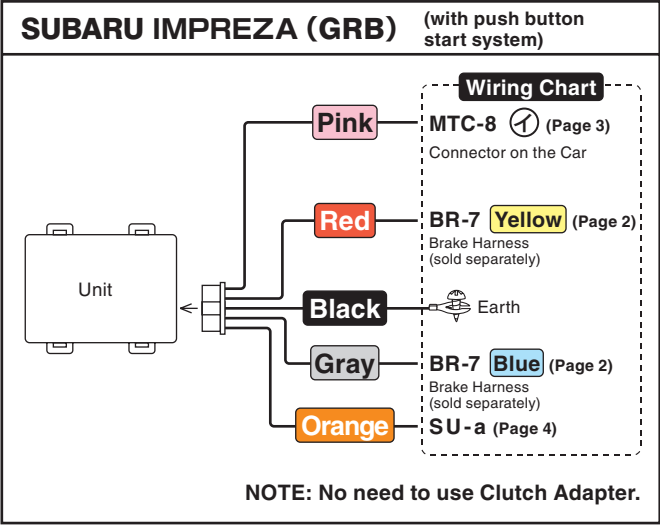 SUBARU IMPREZA (GRB) (with push button
start system)
Wiring Chart
Pink
MTC-8 イ (Page 3)
Connector on the Car
Red
BR-7 Yellow (Page 2)
Brake Harness
(sold separately)
Unit
Black
Earth
Gray
BR-7 Blue (Page 2)
Brake Harness
(sold separately)
Orange
SU-a (Page 4)
NOTE: No need to use Clutch Adapter.